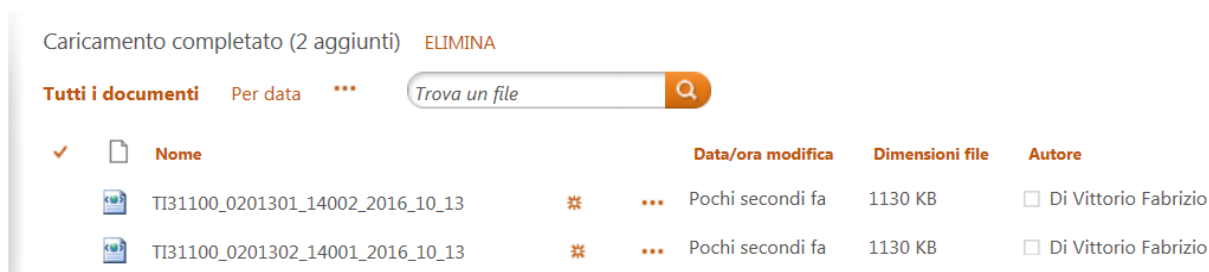 Caricamento completato (2 aggiunti) ELIMINA
Tutti i documenti Per data ••• Trova un file
Nome Data/ora modifica Dimensioni file Autore
TI31100_0201301_14002_2016_10_13 ••• Pochi secondi fa 1130 KB Di Vittorio Fabrizio
TI31100_0201302_14001_2016_10_13 ••• Pochi secondi fa 1130 KB Di Vittorio Fabrizio